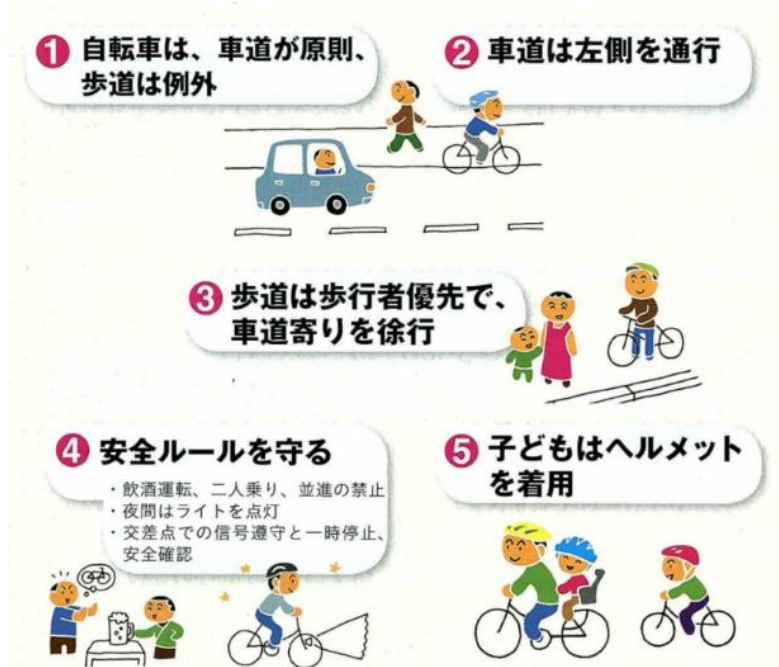 ❶ 自転車は、車道が原則、
歩道は例外
❷ 車道は左側を通行
❸ 歩道は歩行者優先で、
車道寄りを徐行
❹ 安全ルールを守る
・飲酒運転、二人乗り、並進の禁止
・夜間はライトを点灯
・交差点での信号遵守と一時停止、
安全確認
❺ 子どもはヘルメット
を着用